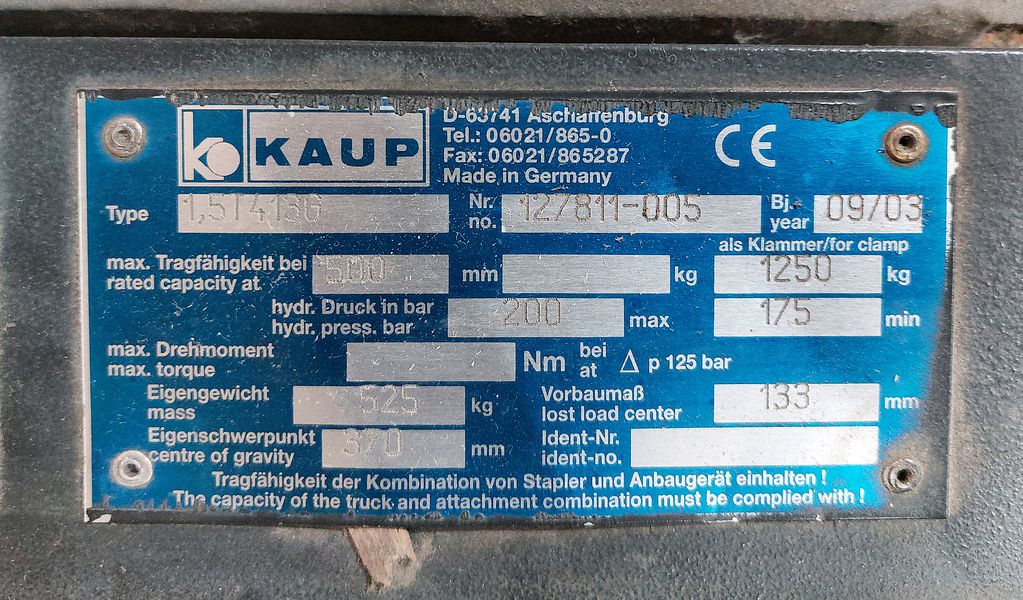 D-63741 Aschaffenburg
ko KAUP
Tel.: 06021/865-0
Fax: 06021/865287
Made in Germany
CE
Type 1,5T413G Nr. no. 127811-005 Bj.- year 09/03
als Klammer/for clamp
max. Tragfähigkeit bei
rated capacity at 500 mm kg 1250 kg
hydr. Druck in bar
hydr. press. bar 200 max 175 min
max. Drehmoment
max. torque Nm bei at Δ p 125 bar
Eigengewicht
mass 525 kg
Vorbaumaß
lost load center 133 mm
Eigenschwerpunkt
centre of gravity 370 mm
Ident-Nr.
ident-no.
Tragfähigkeit der Kombination von Stapler und Anbaugerät einhalten !
The capacity of the truck and attachment combination must be complied with !